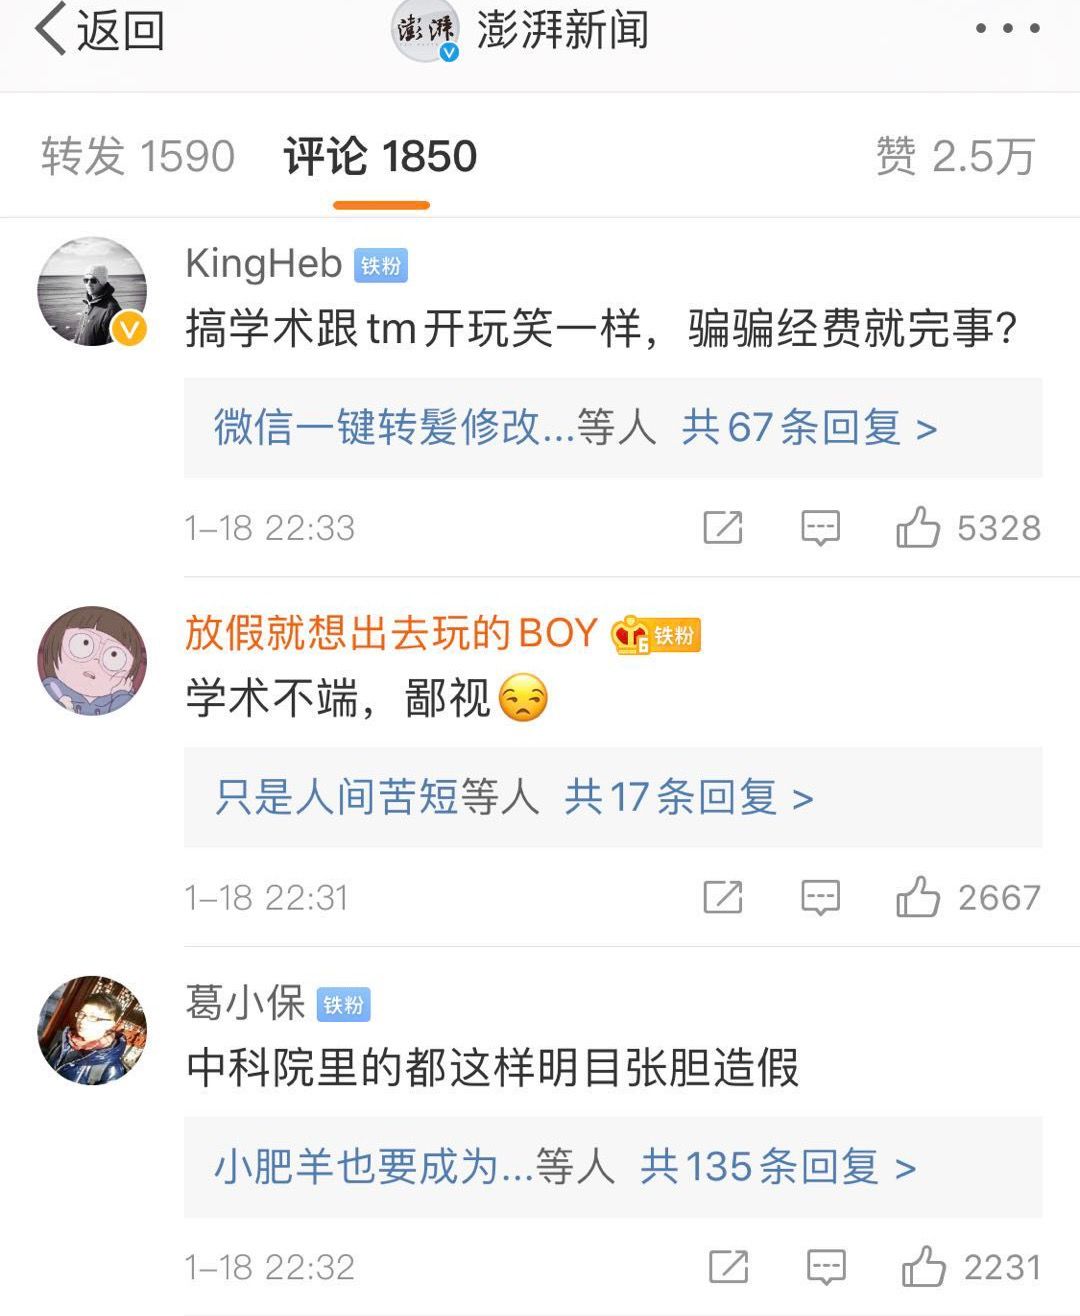 返回
澎湃
澎湃新闻
转发 1590 评论 1850 赞 2.5万
KingHeb 铁粉
搞学术跟tm开玩笑一样，骗骗经费就完事？
微信一键转髮修改...等人 共67条回复 >
1-18 22:33 5328
放假就想出去玩的BOY 6 铁粉
学术不端，鄙视
只是人间苦短等人 共17条回复 >
1-18 22:31 2667
葛小保 铁粉
中科院里的都这样明目张胆造假
小肥羊也要成为...等人 共135条回复 >
1-18 22:32 2231